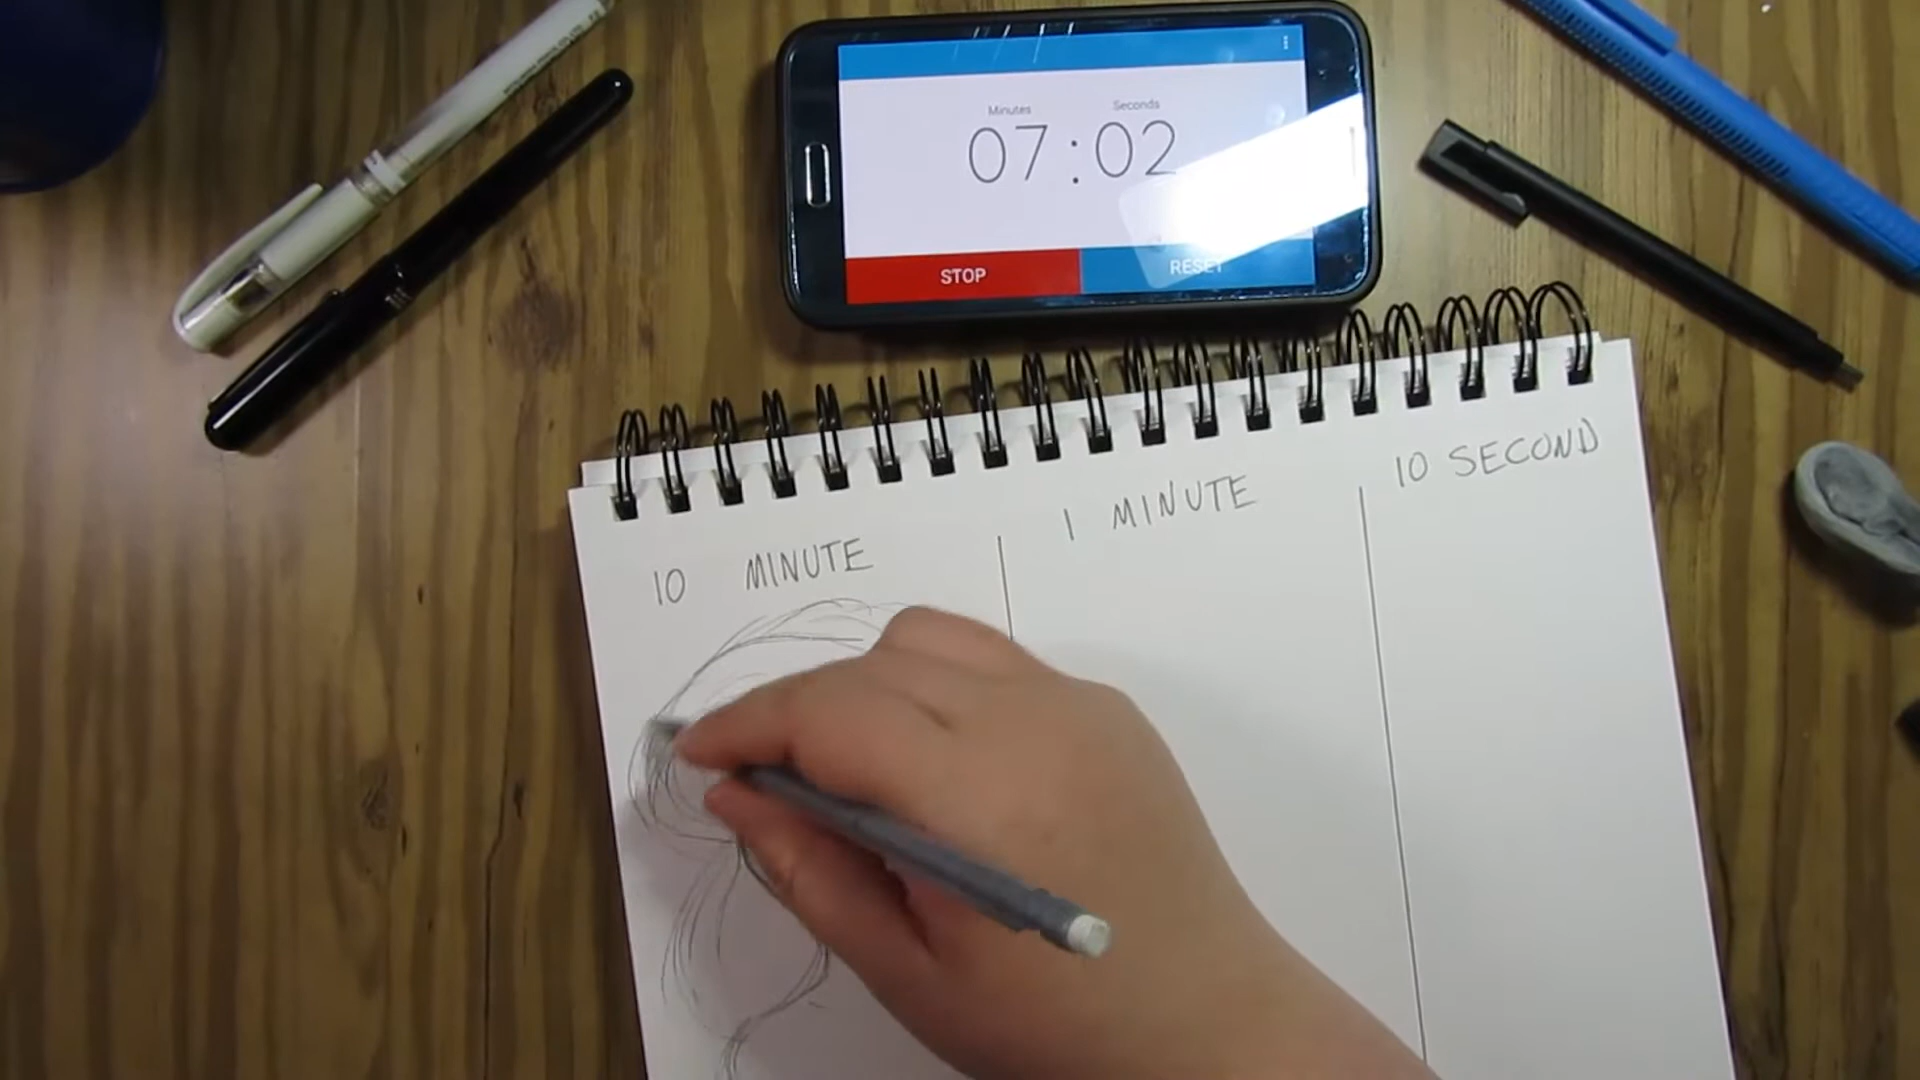 Minutes Seconds
07 : 02
STOP RESET
10 MINUTE
1 MINUTE
10 SECOND